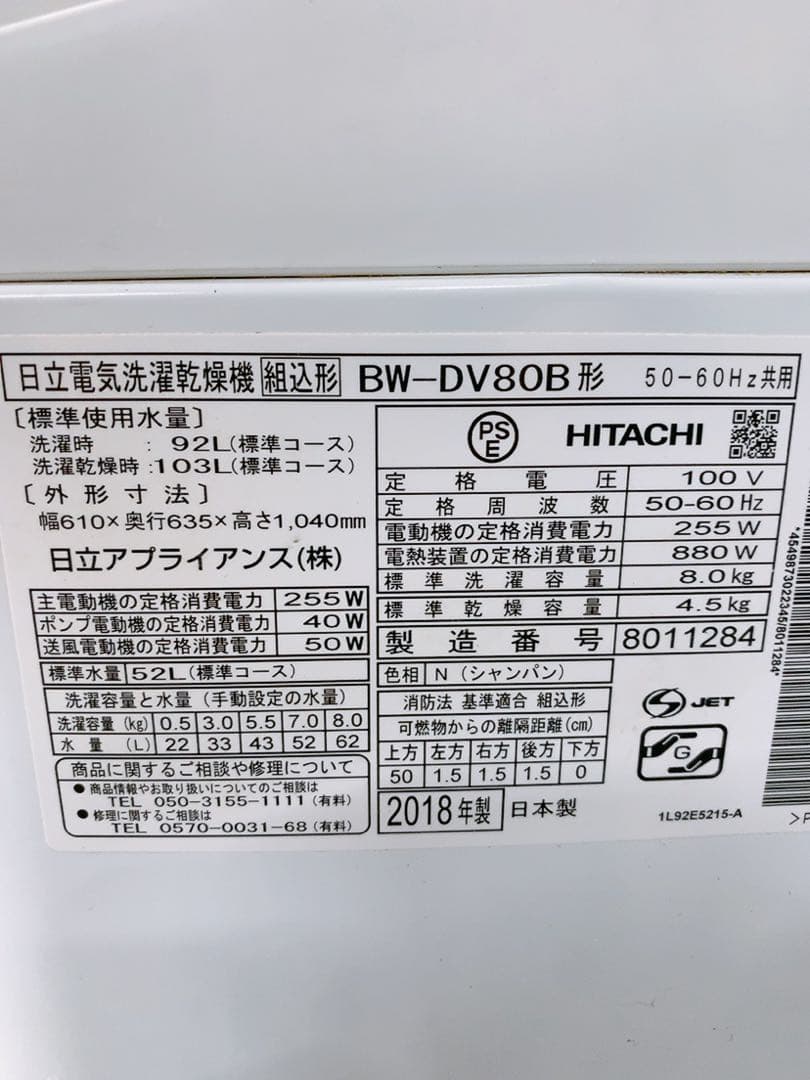 日立電気洗濯乾燥機 組込形 BW-DV80B形 50-60Hz共用
〔標準使用水量〕
洗濯時 : 92L(標準コース)
洗濯乾燥時:103L(標準コース)
〔外形寸法〕
幅610×奥行635×高さ1,040mm
日立アプライアンス(株)
主電動機の定格消費電力 255W
ポンプ電動機の定格消費電力 40W
送風電動機の定格消費電力 50W
標準水量 52L(標準コース)
洗濯容量と水量(手動設定の水量)
洗濯容量(kg) 0.5 3.0 5.5 7.0 8.0
水量(L) 22 33 43 52 62
商品に関するご相談や修理について
●商品情報やお取り扱いについてのご相談は
TEL 050-3155-1111(有料)
●修理に関するご相談は
TEL 0570-0031-68(有料)
PSE HITACHI
定格電圧 100V
定格周波数 50-60Hz
電動機の定格消費電力 255W
電熱装置の定格消費電力 880W
標準洗濯容量 8.0kg
標準乾燥容量 4.5kg
製造番号 8011284
色相 N(シャンパン)
消防法 基準適合 組込形
可燃物からの離隔距離(cm)
上方 左方 右方 後方 下方
50 1.5 1.5 1.5 0
2018年製 日本製
S JET
G
1L92E5215-A
*4549873022345/8011284*
>P